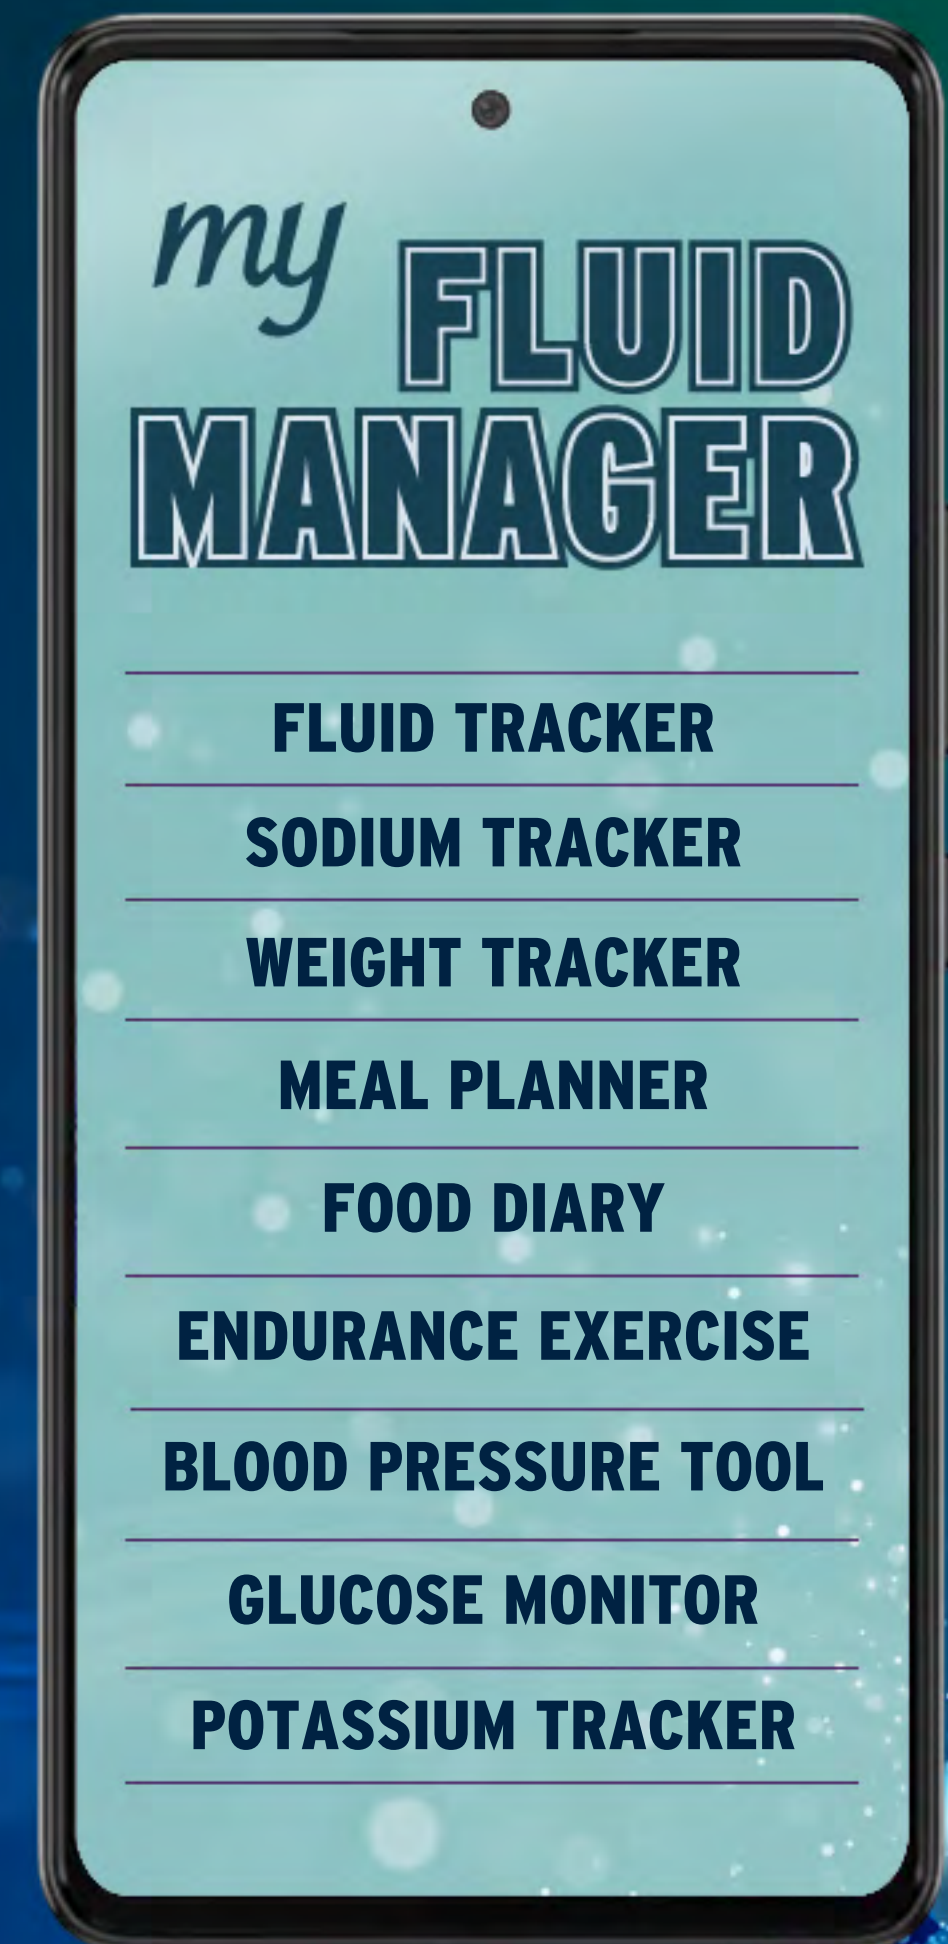 my FLUID
MANAGER
FLUID TRACKER
SODIUM TRACKER
WEIGHT TRACKER
MEAL PLANNER
FOOD DIARY
ENDURANCE EXERCISE
BLOOD PRESSURE TOOL
GLUCOSE MONITOR
POTASSIUM TRACKER